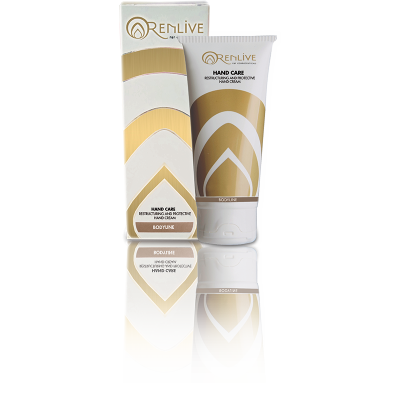 RENLIVE
HAND CARE
RESTRUCTURING AND PROTECTIVE
HAND CREAM
BODYLINE
RENLIVE
HAND CARE
RESTRUCTURING AND PROTECTIVE
HAND CREAM
BODYLINE